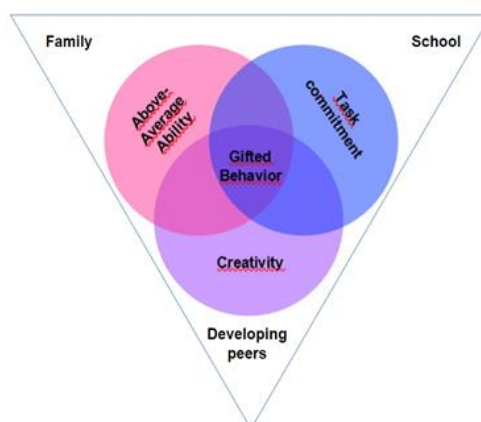 Family
School
Above-
Average
Ability
Task
commitment
Gifted
Behavior
Creativity
Developing
peers